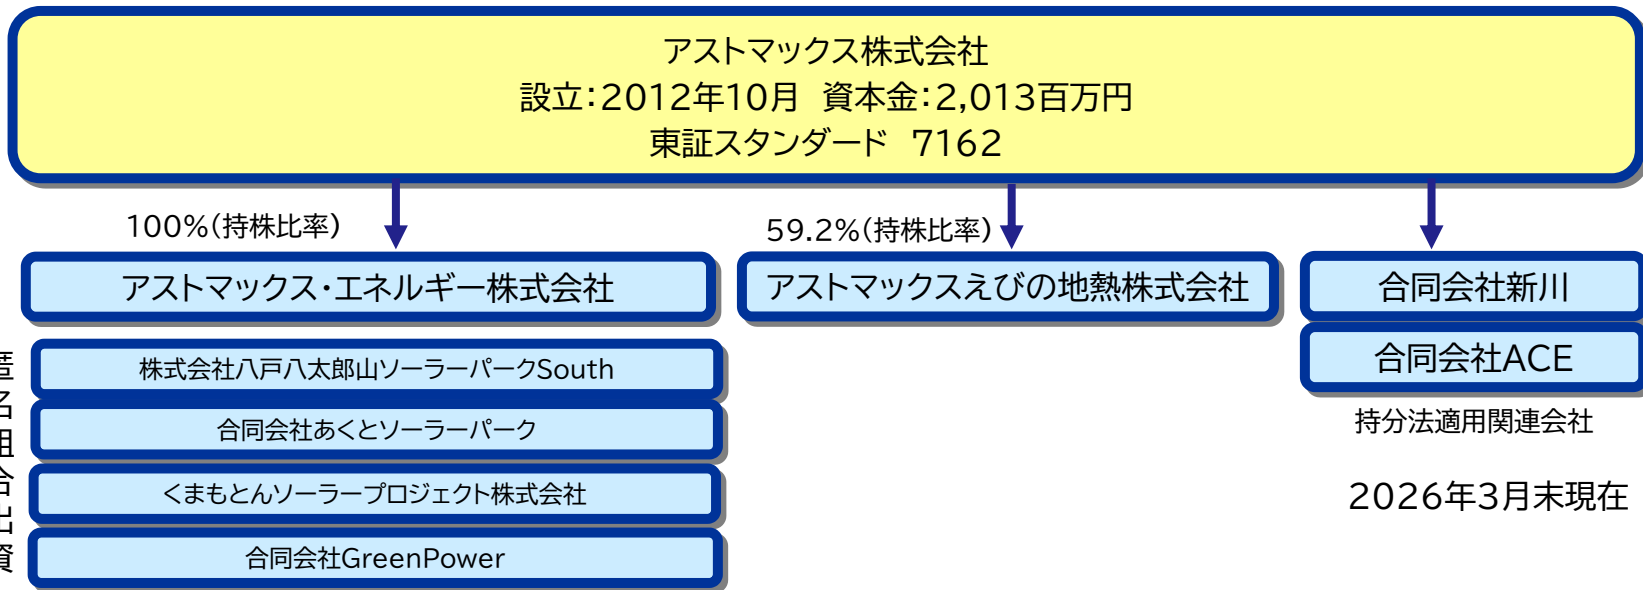 アストマックス株式会社
設立：2012年10月　資本金：2,013百万円
東証スタンダード　7162
100%（持株比率）
59.2%（持株比率）
アストマックス・エネルギー株式会社
アストマックスえびの地熱株式会社
合同会社新川
合同会社ACE
持分法適用関連会社
2026年3月末現在
匿名組合出資
株式会社八戸八太郎山ソーラーパークSouth
合同会社あくとソーラーパーク
くまもとんソーラープロジェクト株式会社
合同会社GreenPower